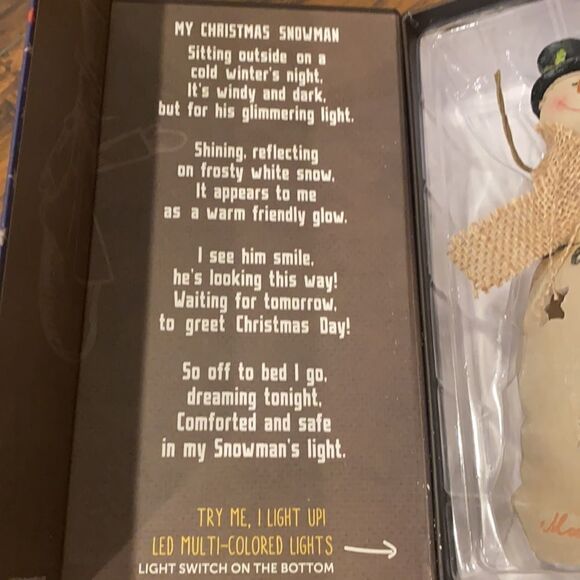 MY CHRISTMAS SNOWMAN
Sitting outside on a
cold winter's night,
It's windy and dark,
but for his glimmering light.
Shining, reflecting
on frosty white snow,
It appears to me
as a warm friendly glow.
I see him smile,
he's looking this way!
Waiting for tomorrow,
to greet Christmas Day!
So off to bed I go,
dreaming tonight,
Comforted and safe
in my Snowman's light.
TRY ME, I LIGHT UP!
LED MULTI-COLORED LIGHTS
LIGHT SWITCH ON THE BOTTOM